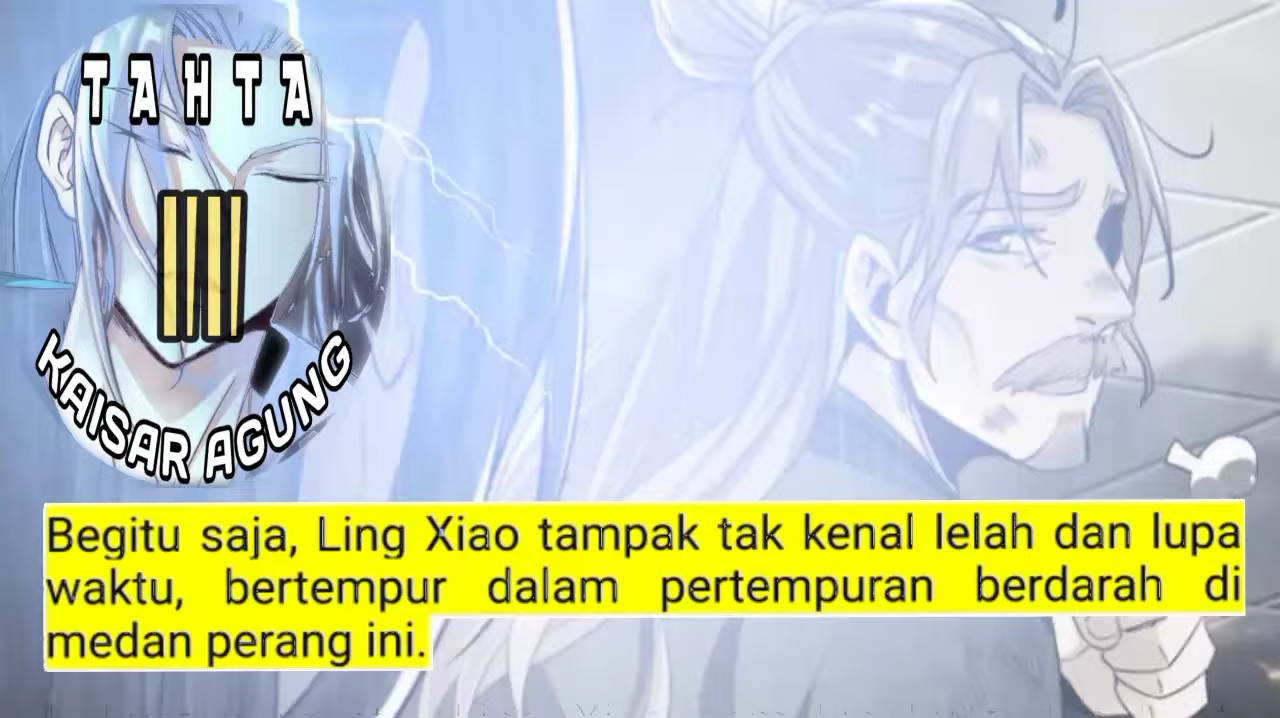 TAHTA
KAISAR AGUNG
Begitu saja, Ling Xiao tampak tak kenal lelah dan lupa
waktu, bertempur dalam pertempuran berdarah di
medan perang ini.